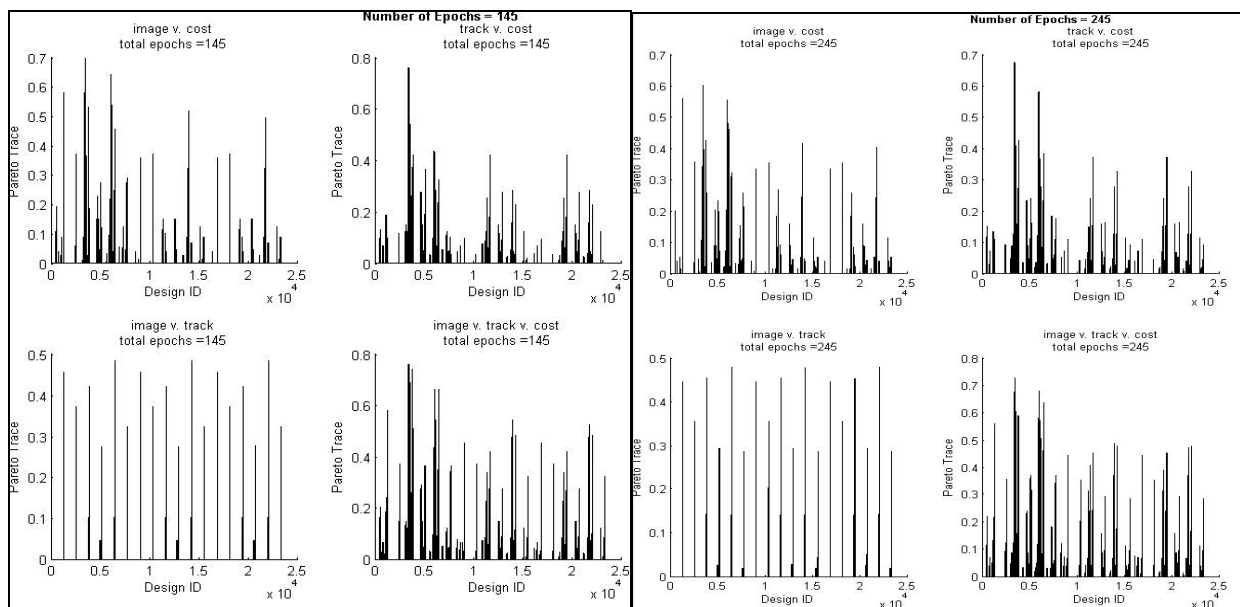 Number of Epochs = 145
image v. cost
total epochs =145
Pareto Trace
0.7
0.6
0.5
0.4
0.3
0.2
0.1
0
0 0.5 1 1.5 2 2.5
Design ID
x 10^4
track v. cost
total epochs =145
Pareto Trace
0.8
0.6
0.4
0.2
0
0 0.5 1 1.5 2 2.5
Design ID
x 10^4
image v. track
total epochs =145
Pareto Trace
0.5
0.4
0.3
0.2
0.1
0
0 0.5 1 1.5 2 2.5
Design ID
x 10^4
image v. track v. cost
total epochs =145
Pareto Trace
0.8
0.6
0.4
0.2
0
0 0.5 1 1.5 2 2.5
Design ID
x 10^4
Number of Epochs = 245
image v. cost
total epochs =245
Pareto Trace
0.7
0.6
0.5
0.4
0.3
0.2
0.1
0
0 0.5 1 1.5 2 2.5
Design ID
x 10^4
track v. cost
total epochs =245
Pareto Trace
0.7
0.6
0.5
0.4
0.3
0.2
0.1
0
0 0.5 1 1.5 2 2.5
Design ID
x 10^4
image v. track
total epochs =245
Pareto Trace
0.5
0.4
0.3
0.2
0.1
0
0 0.5 1 1.5 2 2.5
Design ID
x 10^4
image v. track v. cost
total epochs =245
Pareto Trace
0.8
0.7
0.6
0.5
0.4
0.3
0.2
0.1
0
0 0.5 1 1.5 2 2.5
Design ID
x 10^4